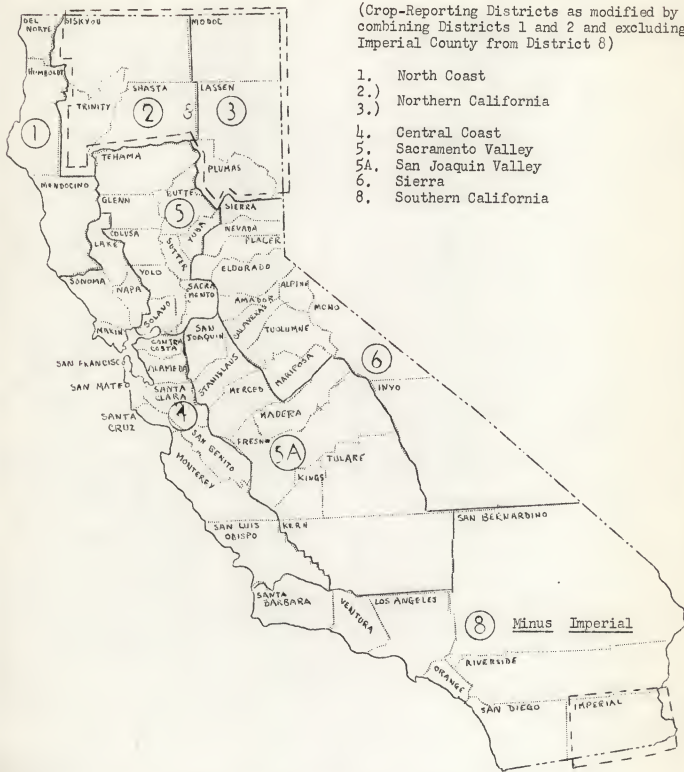 (Crop-Reporting Districts as modified by
combining Districts 1 and 2 and excluding
Imperial County from District 8)
1. North Coast
2.)
3.) Northern California
4. Central Coast
5. Sacramento Valley
5A. San Joaquin Valley
6. Sierra
8. Southern California
DEL
NORTE
SISKYOU
MODOC
HUMBOLDT
TRINITY
SHASTA
LASSEN
1
2
&
3
TEHAMA
PLUMAS
MENDOCINO
GLENN
BUTTE
5
SIERRA
COLUSA
LAKE
SUTTER
YUBA
NEVADA
PLACER
YOLO
ELDORADO
SONOMA
NAPA
SOLANO
SACRA
MENTO
AMADOR
ALPINE
MONO
MARIN
CALAVERAS
TUOLUMNE
CONTRA
COSTA
SAN
JOAQUIN
SAN FRANCISCO
ALAMEDA
STANISLAUS
MARIPOSA
6
SAN MATEO
SANTA
CLARA
MERCED
INYO
SANTA
CRUZ
4
MADERA
SAN BENITO
FRESNO
5A
MONTEREY
TULARE
KINGS
SAN LUIS
OBISPO
KERN
SAN BERNARDINO
SANTA
BARBARA
VENTURA
LOS ANGELES
8 Minus Imperial
RIVERSIDE
ORANGE
SAN DIEGO
IMPERIAL